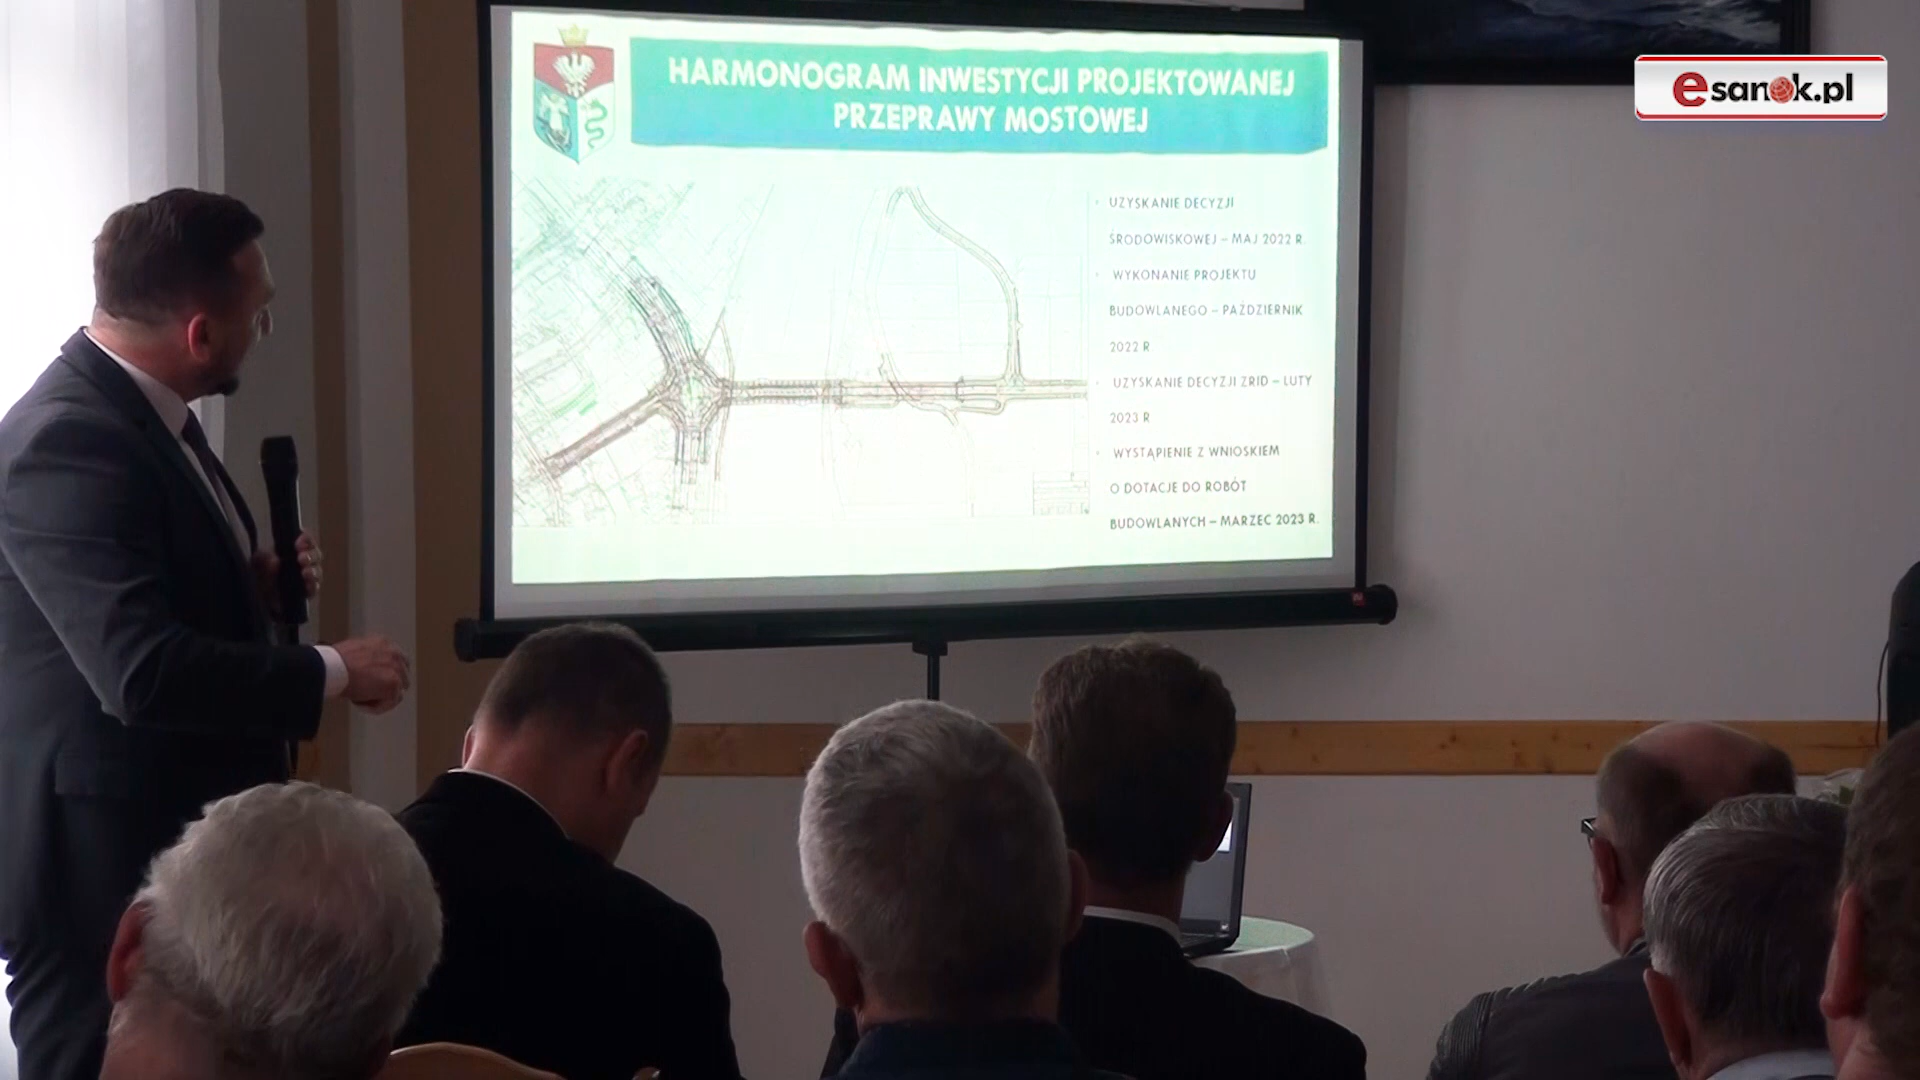 esanok.pl
HARMONOGRAM INWESTYCJI PROJEKTOWANEJ
PRZEPRAWY MOSTOWEJ
UZYSKANIE DECYZJI
ŚRODOWISKOWEJ – MAJ 2022 R.
WYKONANIE PROJEKTU
BUDOWLANEGO – PAŹDZIERNIK
2022 R
UZYSKANIE DECYZJI ZRID – LUTY
2023 R
WYSTĄPIENIE Z WNIOSKIEM
O DOTACJE DO ROBÓT
BUDOWLANYCH – MARZEC 2023 R.